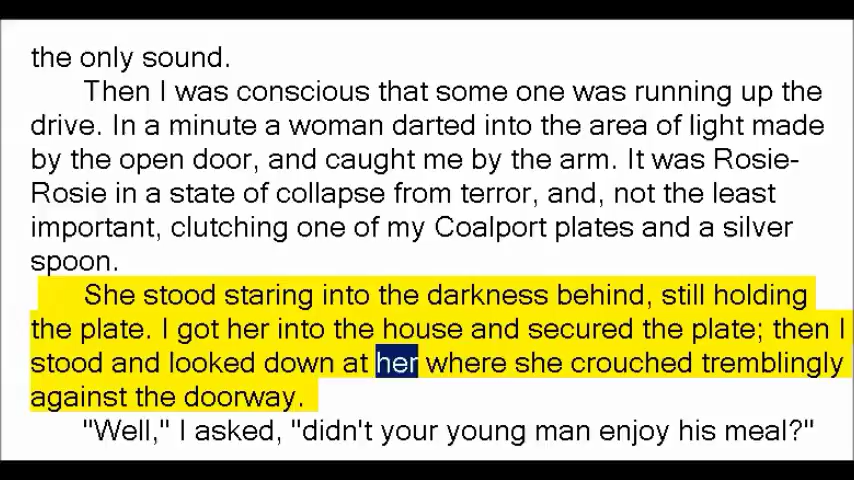 the only sound.
Then I was conscious that some one was running up the
drive. In a minute a woman darted into the area of light made
by the open door, and caught me by the arm. It was Rosie-
Rosie in a state of collapse from terror, and, not the least
important, clutching one of my Coalport plates and a silver
spoon.
She stood staring into the darkness behind, still holding
the plate. I got her into the house and secured the plate; then I
stood and looked down at her where she crouched tremblingly
against the doorway.
"Well," I asked, "didn't your young man enjoy his meal?"